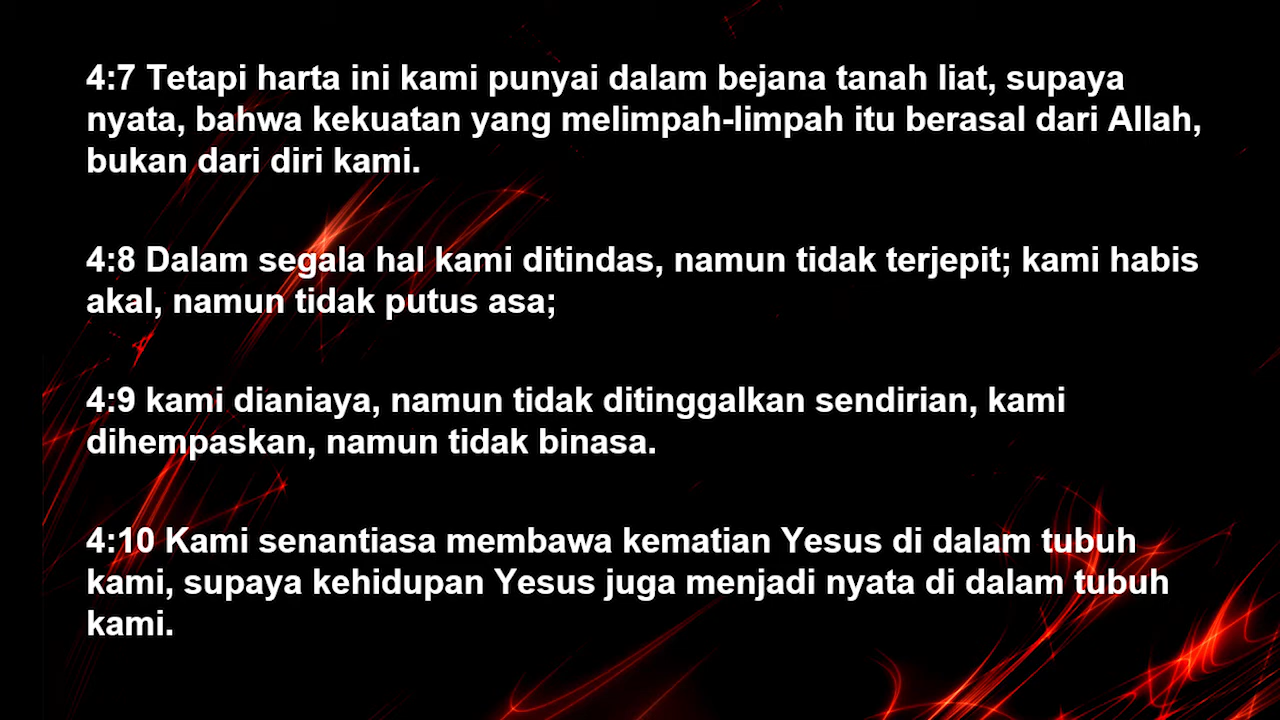 4:7 Tetapi harta ini kami punyai dalam bejana tanah liat, supaya
nyata, bahwa kekuatan yang melimpah-limpah itu berasal dari Allah,
bukan dari diri kami.
4:8 Dalam segala hal kami ditindas, namun tidak terjepit; kami habis
akal, namun tidak putus asa;
4:9 kami dianiaya, namun tidak ditinggalkan sendirian, kami
dihempaskan, namun tidak binasa.
4:10 Kami senantiasa membawa kematian Yesus di dalam tubuh
kami, supaya kehidupan Yesus juga menjadi nyata di dalam tubuh
kami.